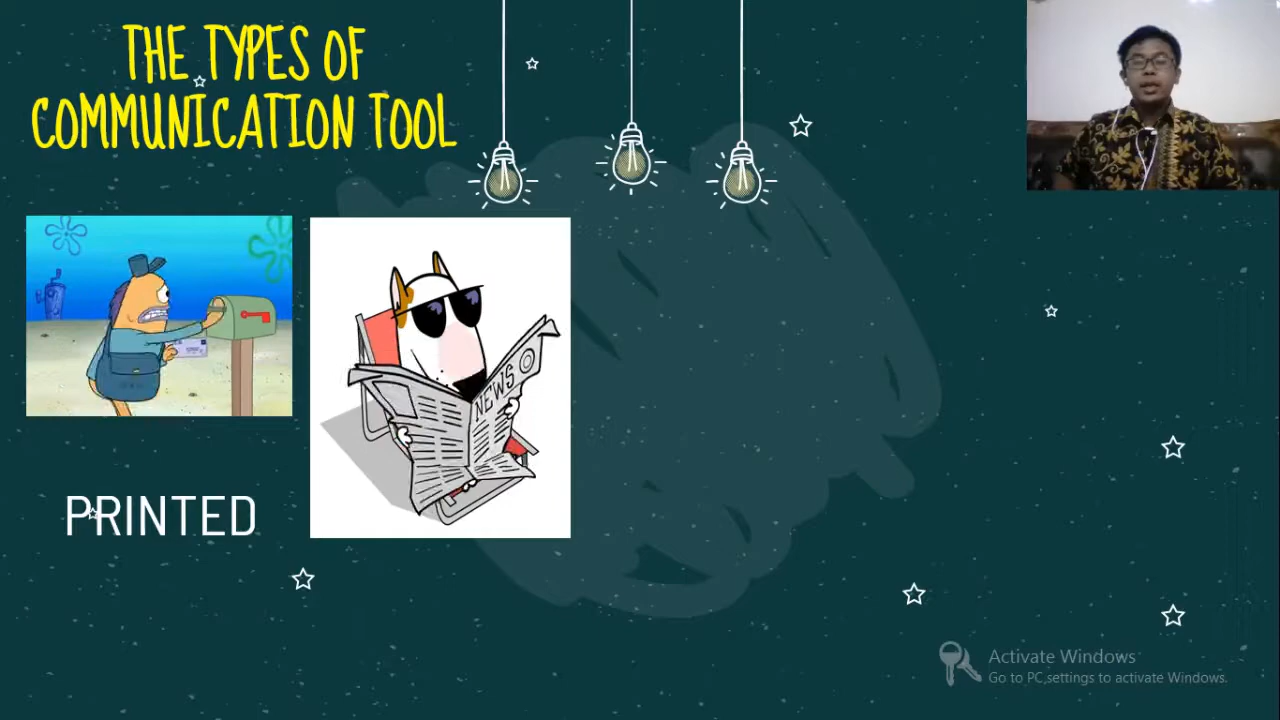 THE TYPES OF
COMMUNICATION TOOL
NEWS
PRINTED
Activate Windows
Go to PC settings to activate Windows.